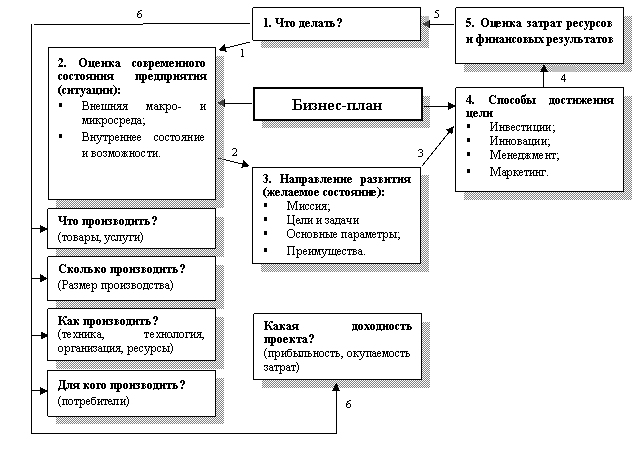 6
1. Что делать?
5
5. Оценка затрат ресурсов
и финансовых результатов
1
2. Оценка современного
состояния предприятия
(ситуации):
▪ Внешняя макро- и
микросреда;
▪ Внутреннее состояние
и возможности.
Бизнес-план
4
4. Способы достижения
цели
▪ Инвестиции;
▪ Инновации;
▪ Менеджмент;
▪ Маркетинг.
2
3
3. Направление развития
(желаемое состояние):
▪ Миссия;
▪ Цели и задачи
▪ Основные параметры;
▪ Преимущества.
Что производить?
(товары, услуги)
Сколько производить?
(Размер производства)
Как производить?
(техника, технология,
организация, ресурсы)
Для кого производить?
(потребители)
Какая доходность
проекта?
(прибыльность, окупаемость
затрат)
6